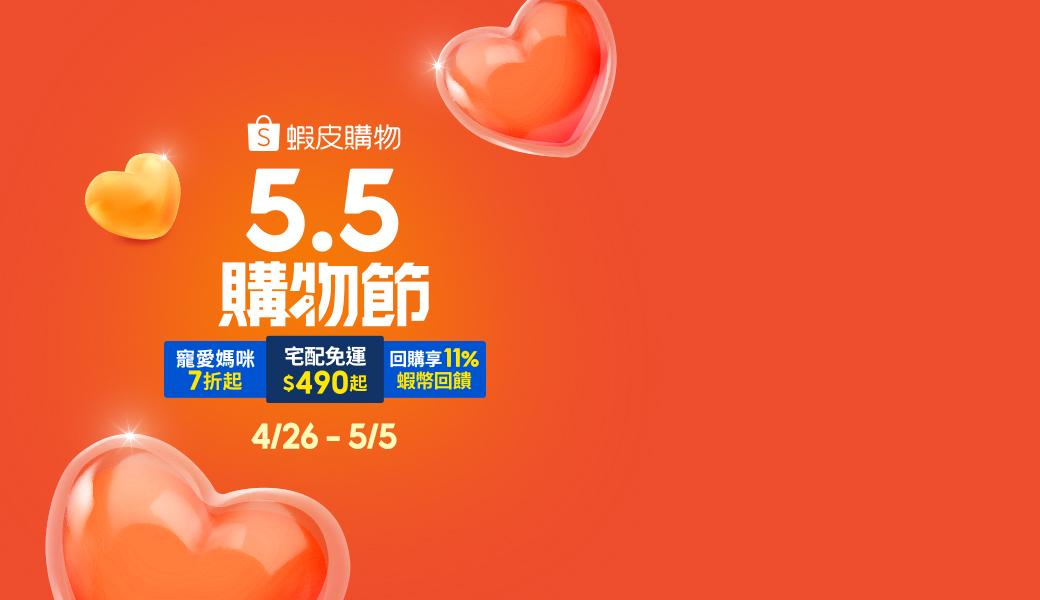 蝦皮購物
5.5
購物節
寵愛媽咪
7折起
宅配免運
$490起
回購享11%
蝦幣回饋
4/26 - 5/5